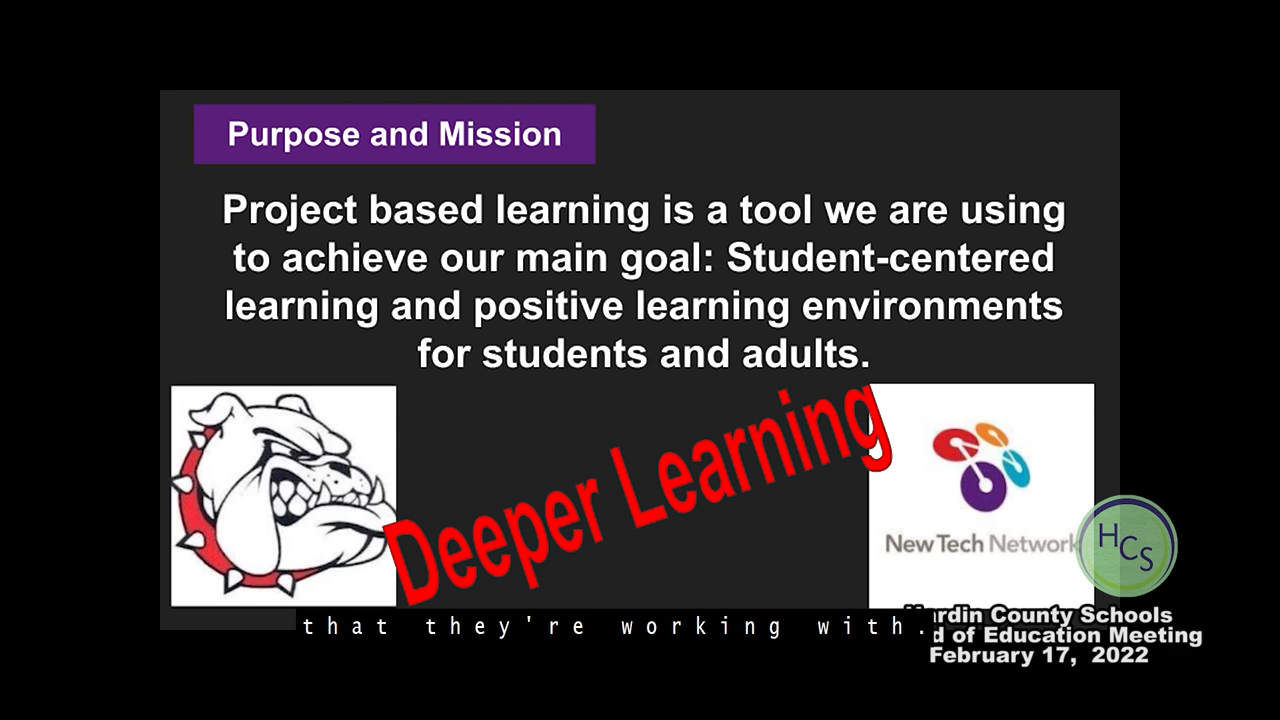 Purpose and Mission
Project based learning is a tool we are using
to achieve our main goal: Student-centered
learning and positive learning environments
for students and adults.
Deeper Learning
New Tech Network
HCS
that they're working with.
County Schools
of Education Meeting
February 17, 2022